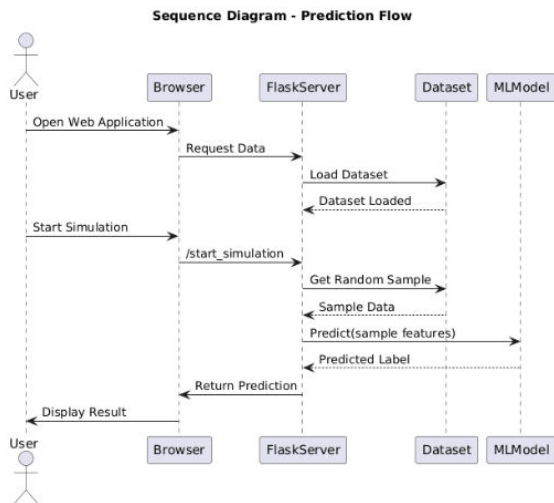 Sequence Diagram - Prediction Flow
User
Browser
FlaskServer
Dataset
MLModel
Open Web Application
Request Data
Load Dataset
Dataset Loaded
Start Simulation
/start_simulation
Get Random Sample
Sample Data
Predict(sample features)
Predicted Label
Return Prediction
Display Result
User
Browser
FlaskServer
Dataset
MLModel